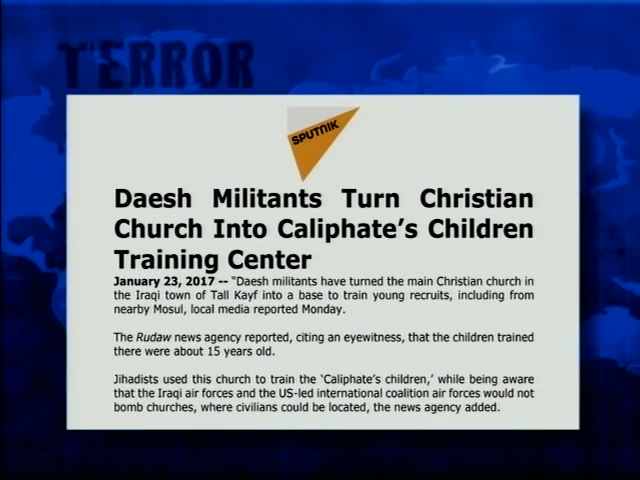 TERROR
SPUTNIK
Daesh Militants Turn Christian
Church Into Caliphate's Children
Training Center
January 23, 2017 -- "Daesh militants have turned the main Christian church in
the Iraqi town of Tall Kayf into a base to train young recruits, including from
nearby Mosul, local media reported Monday.
The Rudaw news agency reported, citing an eyewitness, that the children trained
there were about 15 years old.
Jihadists used this church to train the 'Caliphate's children,' while being aware
that the Iraqi air forces and the US-led international coalition air forces would not
bomb churches, where civilians could be located, the news agency added.